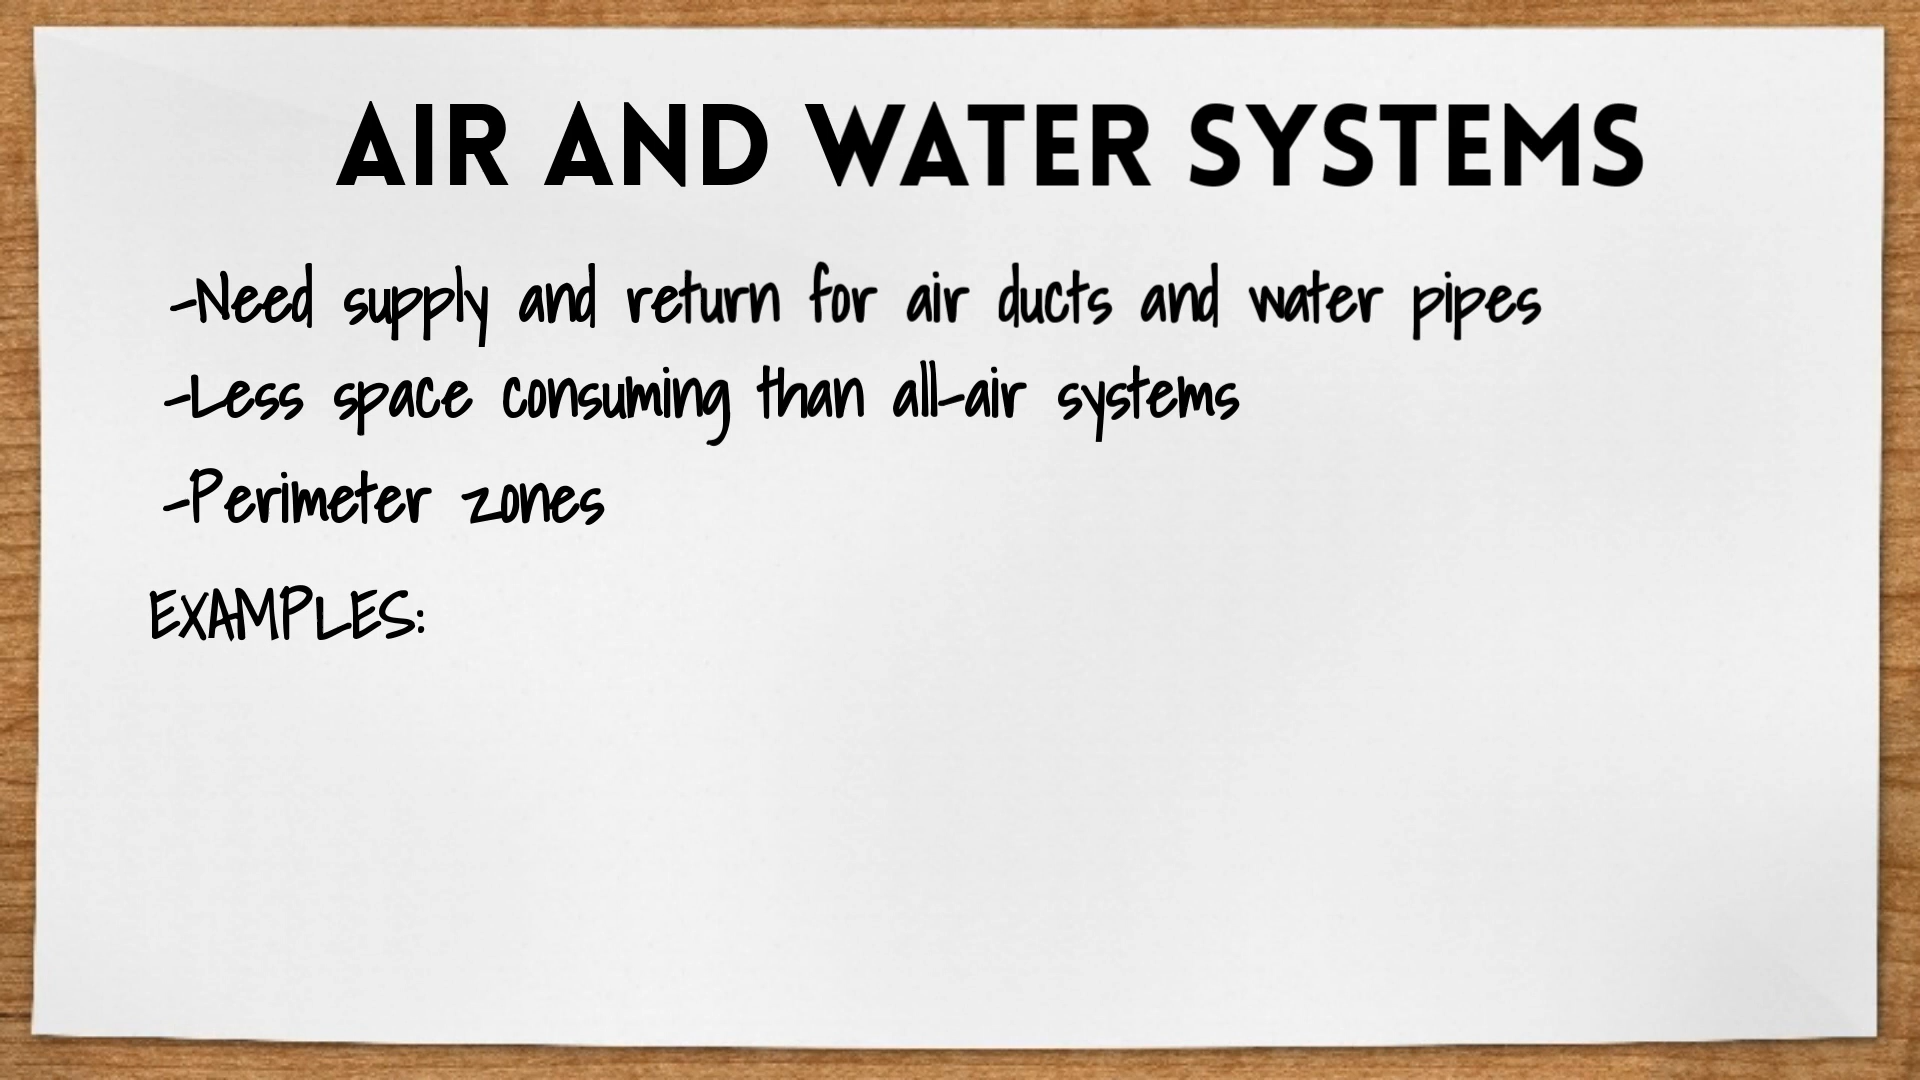 AIR AND WATER SYSTEMS
-Need supply and return for air ducts and water pipes
-Less space consuming than all-air systems
-Perimeter zones
EXAMPLES: